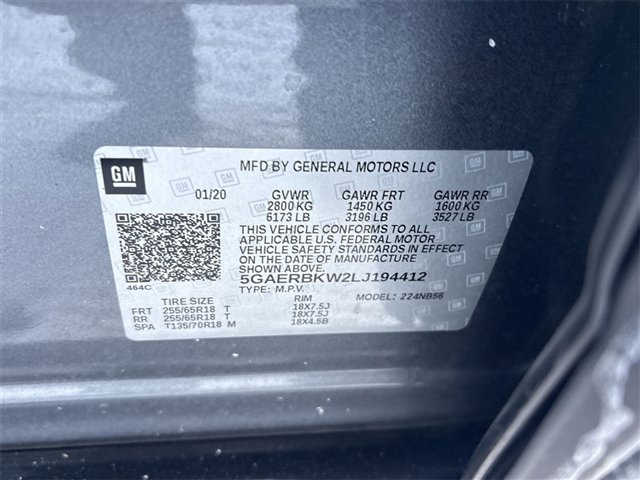 GM
MFD BY GENERAL MOTORS LLC
01/20 GVWR GAWR FRT GAWR RR
2800 KG 1450 KG 1600 KG
6173 LB 3196 LB 3527 LB
THIS VEHICLE CONFORMS TO ALL
APPLICABLE U.S. FEDERAL MOTOR
VEHICLE SAFETY STANDARDS IN EFFECT
ON THE DATE OF MANUFACTURE
SHOWN ABOVE.
464C 5GAERBKW2LJ194412
TYPE: M.P.V. MODEL: 224NB56
TIRE SIZE RIM
FRT 255/65R18 T 18X7.5J
RR 255/65R18 T 18X7.5J
SPA T135/70R18 M 18X4.5B